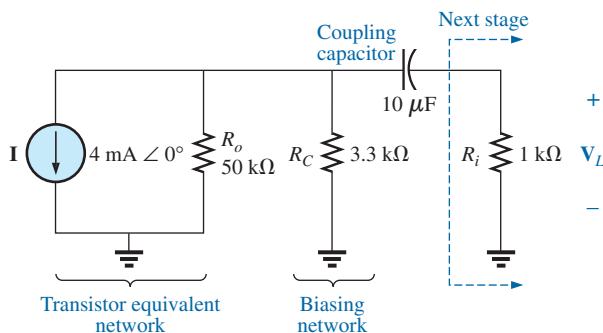 Next stage
Coupling
capacitor
10 μF
I
4 mA ∠ 0°
R_o
50 kΩ
R_C
3.3 kΩ
R_i
1 kΩ
+
V_L
–
Transistor equivalent
network
Biasing
network